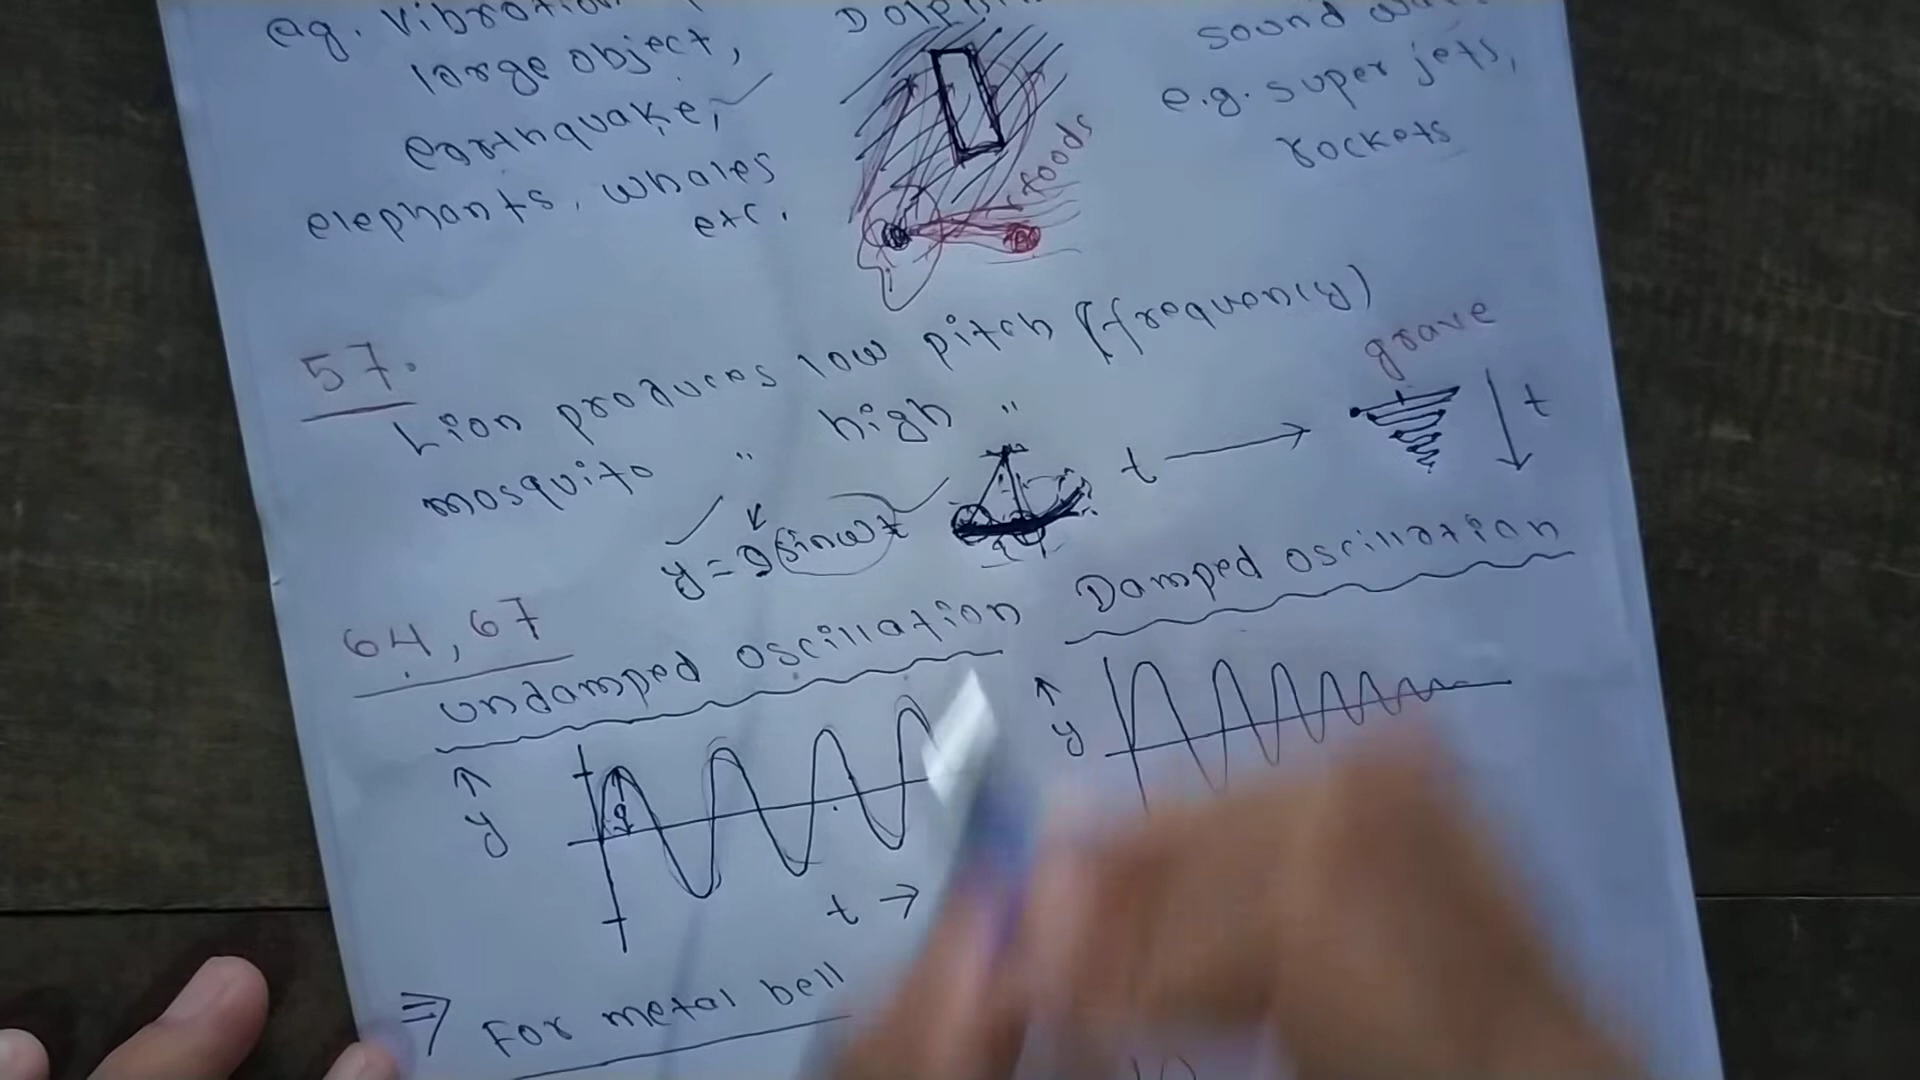 eg. vibration
large object,
earthquake,
elephants, whales
etc.
Dolphin
foods
sound
e.g. super jets,
rockets
57.
Lion produces low pitch (frequency)
mosquito " high "
grave
t →
↓ t
y = a sinωt
64, 67
undamped oscillation
Damped oscillation
↑
y
↑
y
t →
⇒ For metal bell